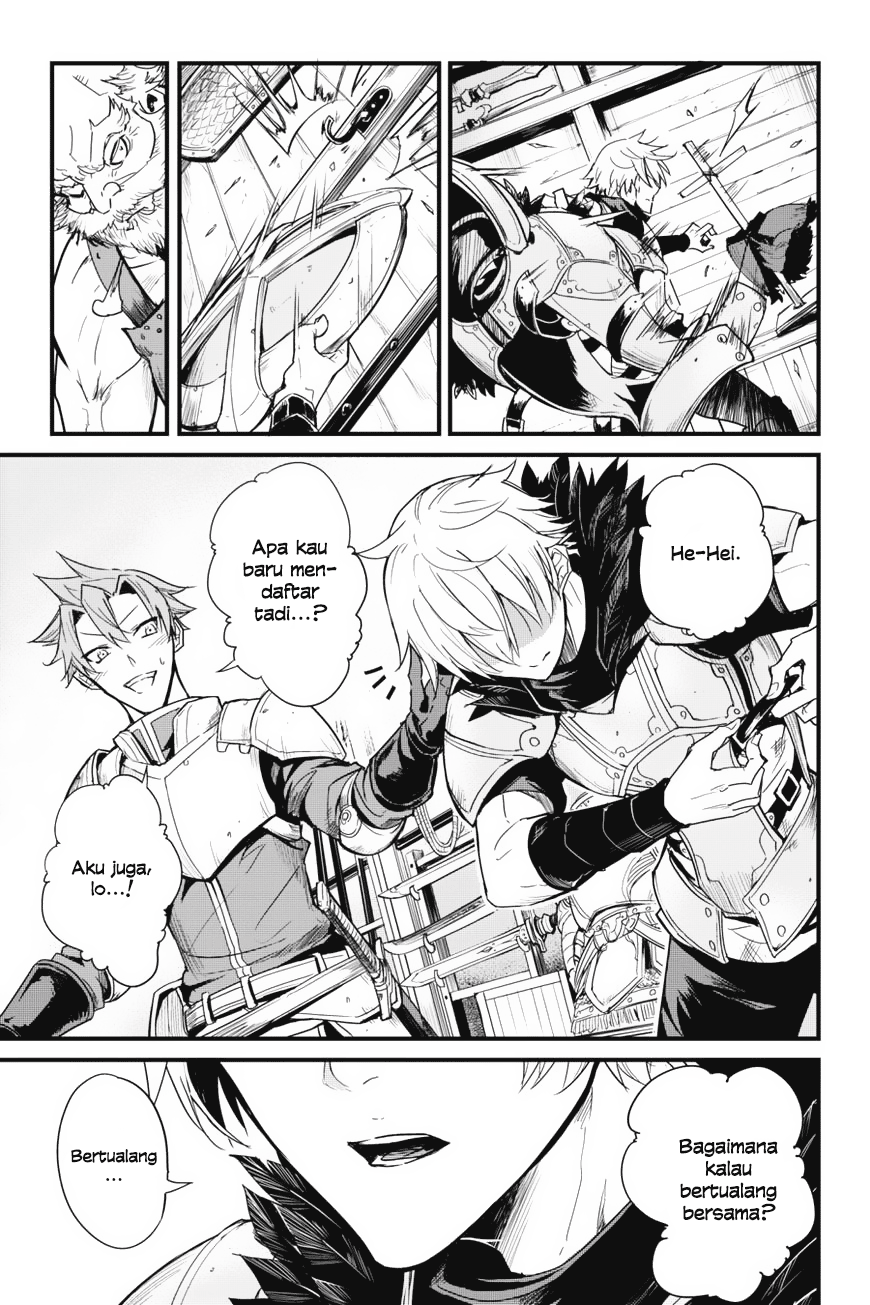 He-Hei.
Apa kau
baru men-
daftar
tadi...?
Aku juga,
lo...!
Bagaimana
kalau
bertualang
bersama?
Bertualang
...